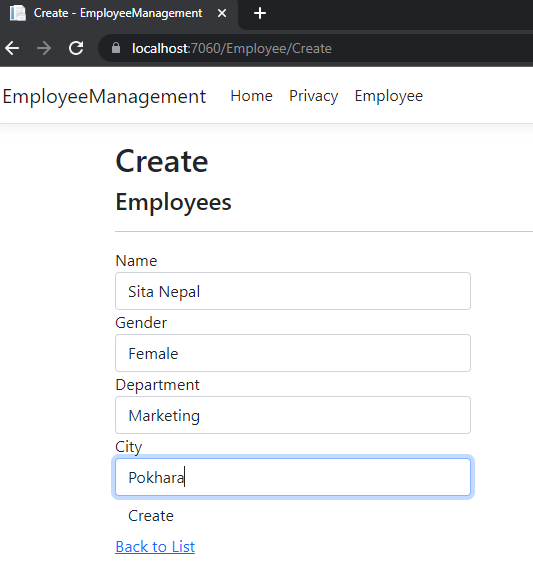 Create - EmployeeManagement
localhost:7060/Employee/Create
EmployeeManagement Home Privacy Employee
Create
Employees
Name
Sita Nepal
Gender
Female
Department
Marketing
City
Pokhara
Create
Back to List